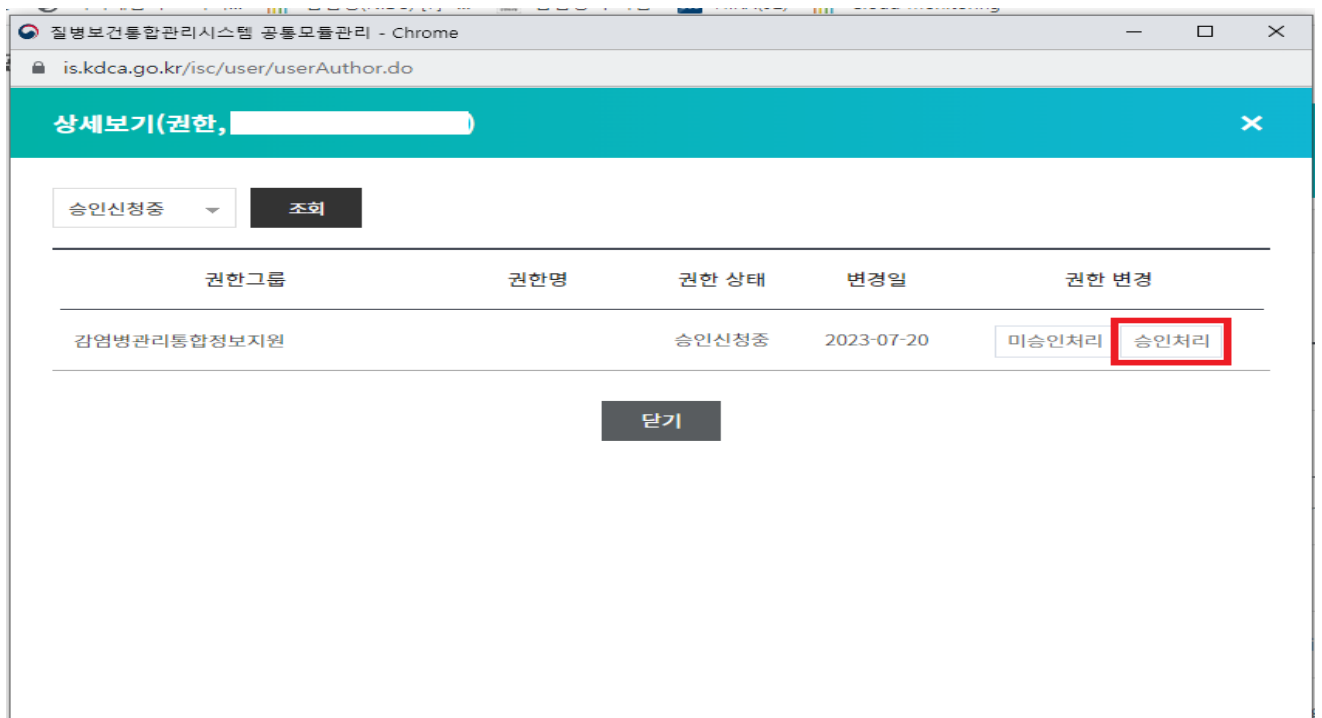 질병보건통합관리시스템 공통모듈관리 - Chrome
is.kdca.go.kr/isc/user/userAuthor.do
상세보기(권한, )
승인신청중 조회
권한그룹 권한명 권한 상태 변경일 권한 변경
감염병관리통합정보지원 승인신청중 2023-07-20 미승인처리 승인처리
닫기